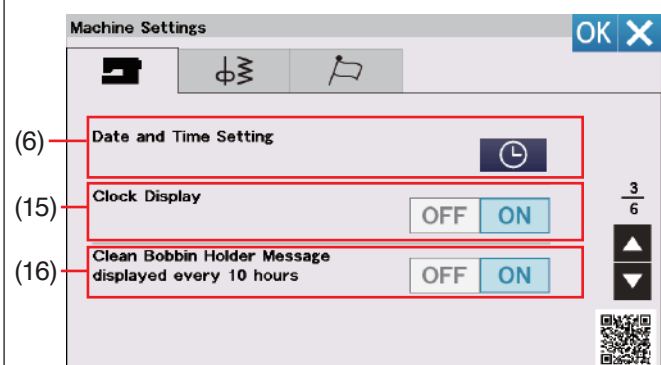 Machine Settings
OK
(6)
Date and Time Setting
(15)
Clock Display
OFF ON
3
6
(16)
Clean Bobbin Holder Message
displayed every 10 hours
OFF ON